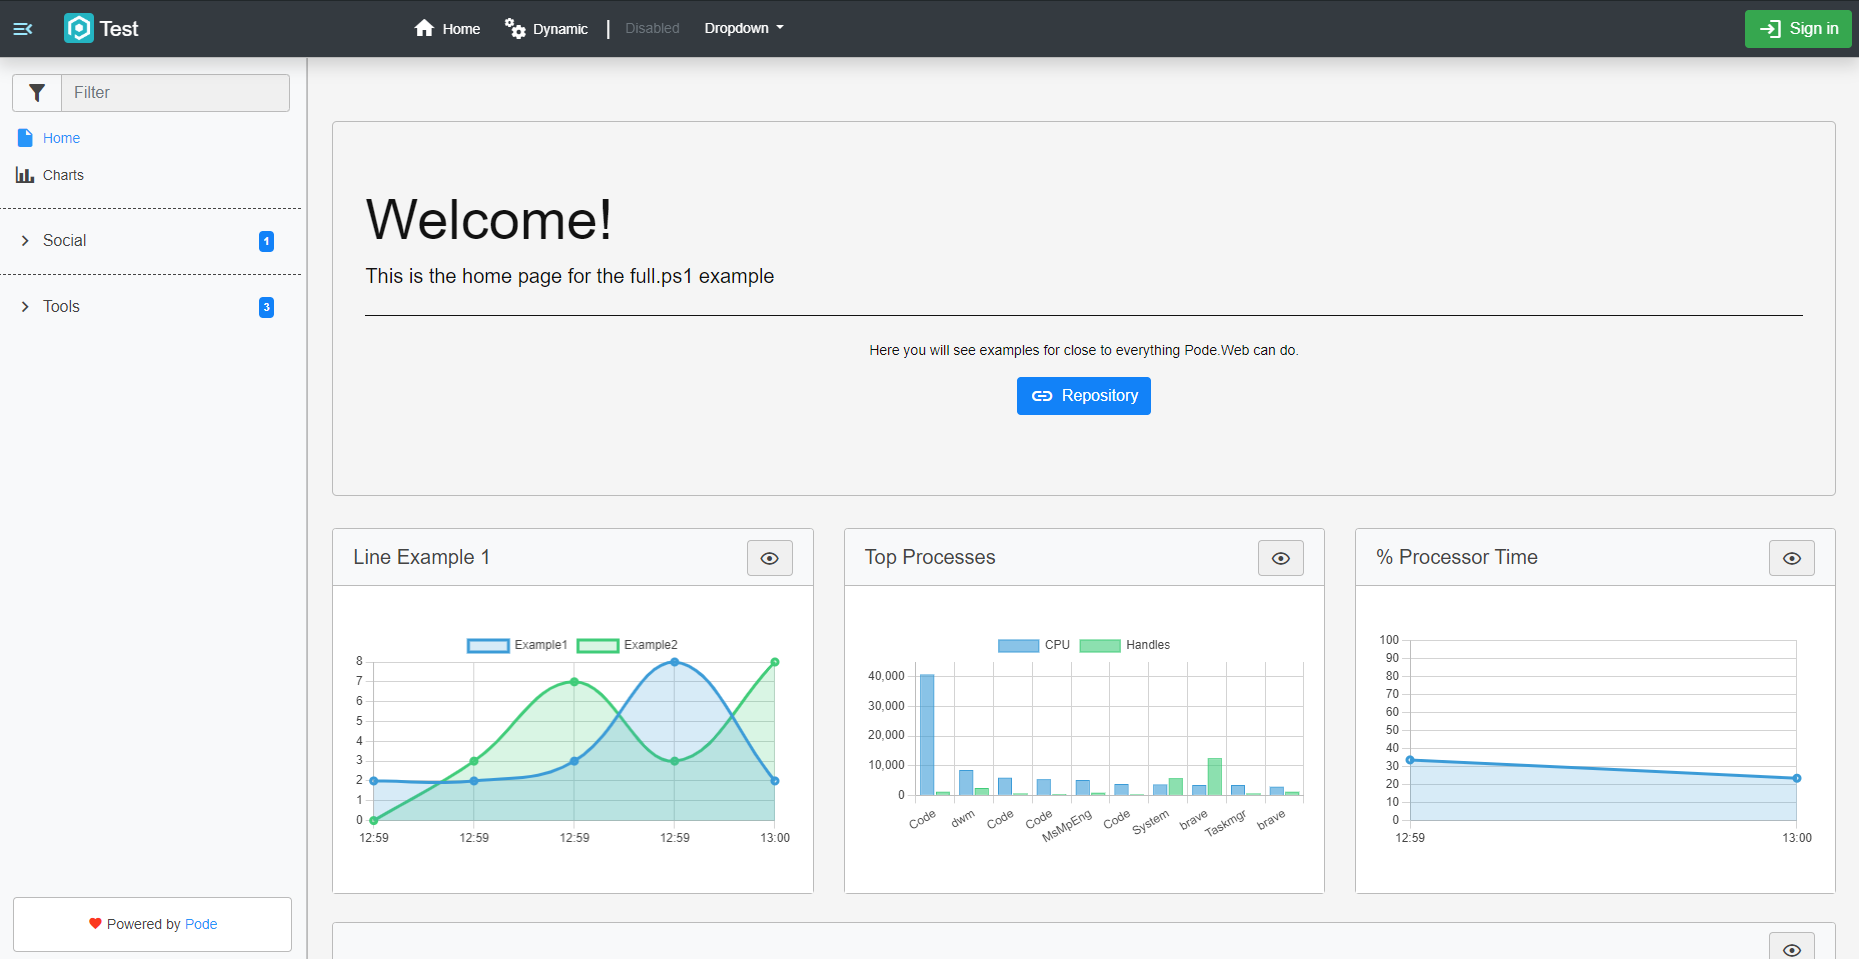 Test
Home
Dynamic
|
Disabled
Dropdown
Sign in
Filter
Home
Charts
Social
1
Tools
3
Powered by Pode
Welcome!
This is the home page for the full.ps1 example
Here you will see examples for close to everything Pode.Web can do.
Repository
Line Example 1
Example1 Example2
8
7
6
5
4
3
2
1
0
12:59 12:59 12:59 12:59 13:00
Top Processes
CPU Handles
40,000
30,000
20,000
10,000
0
Code dwm Code Code MsMpEng Code System brave Taskmgr brave
% Processor Time
100
90
80
70
60
50
40
30
20
10
0
12:59 13:00